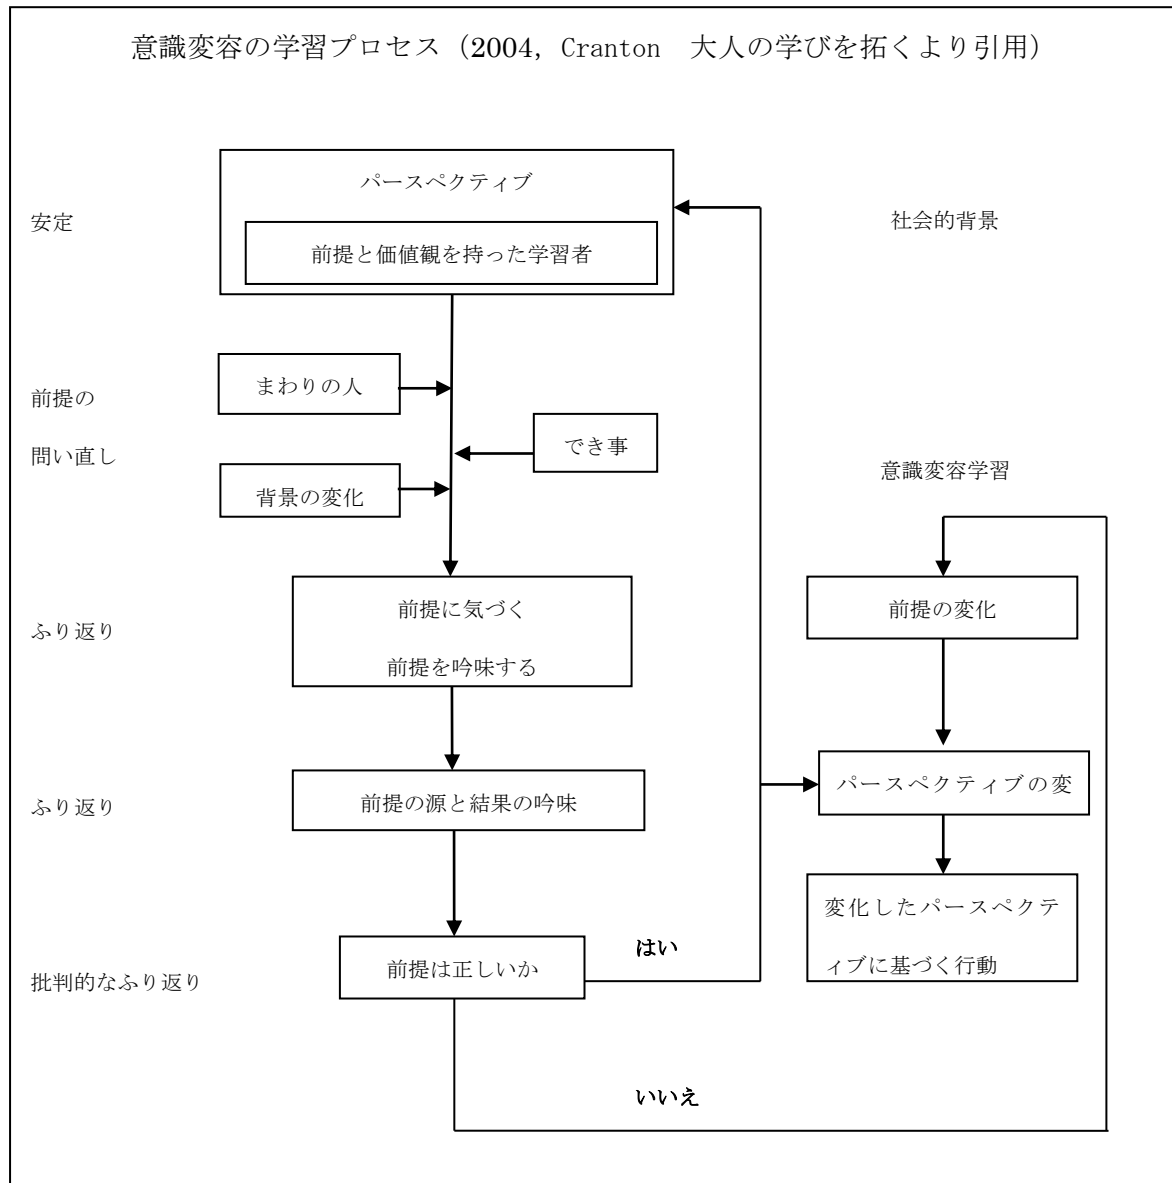 意識変容の学習プロセス（2004, Cranton　大人の学びを拓くより引用）
パースペクティブ
安定
社会的背景
前提と価値観を持った学習者
まわりの人
前提の
でき事
問い直し
意識変容学習
背景の変化
前提に気づく
前提の変化
ふり返り
前提を吟味する
パースペクティブの変
ふり返り
前提の源と結果の吟味
変化したパースペクテ
ィブに基づく行動
はい
前提は正しいか
批判的なふり返り
いいえ